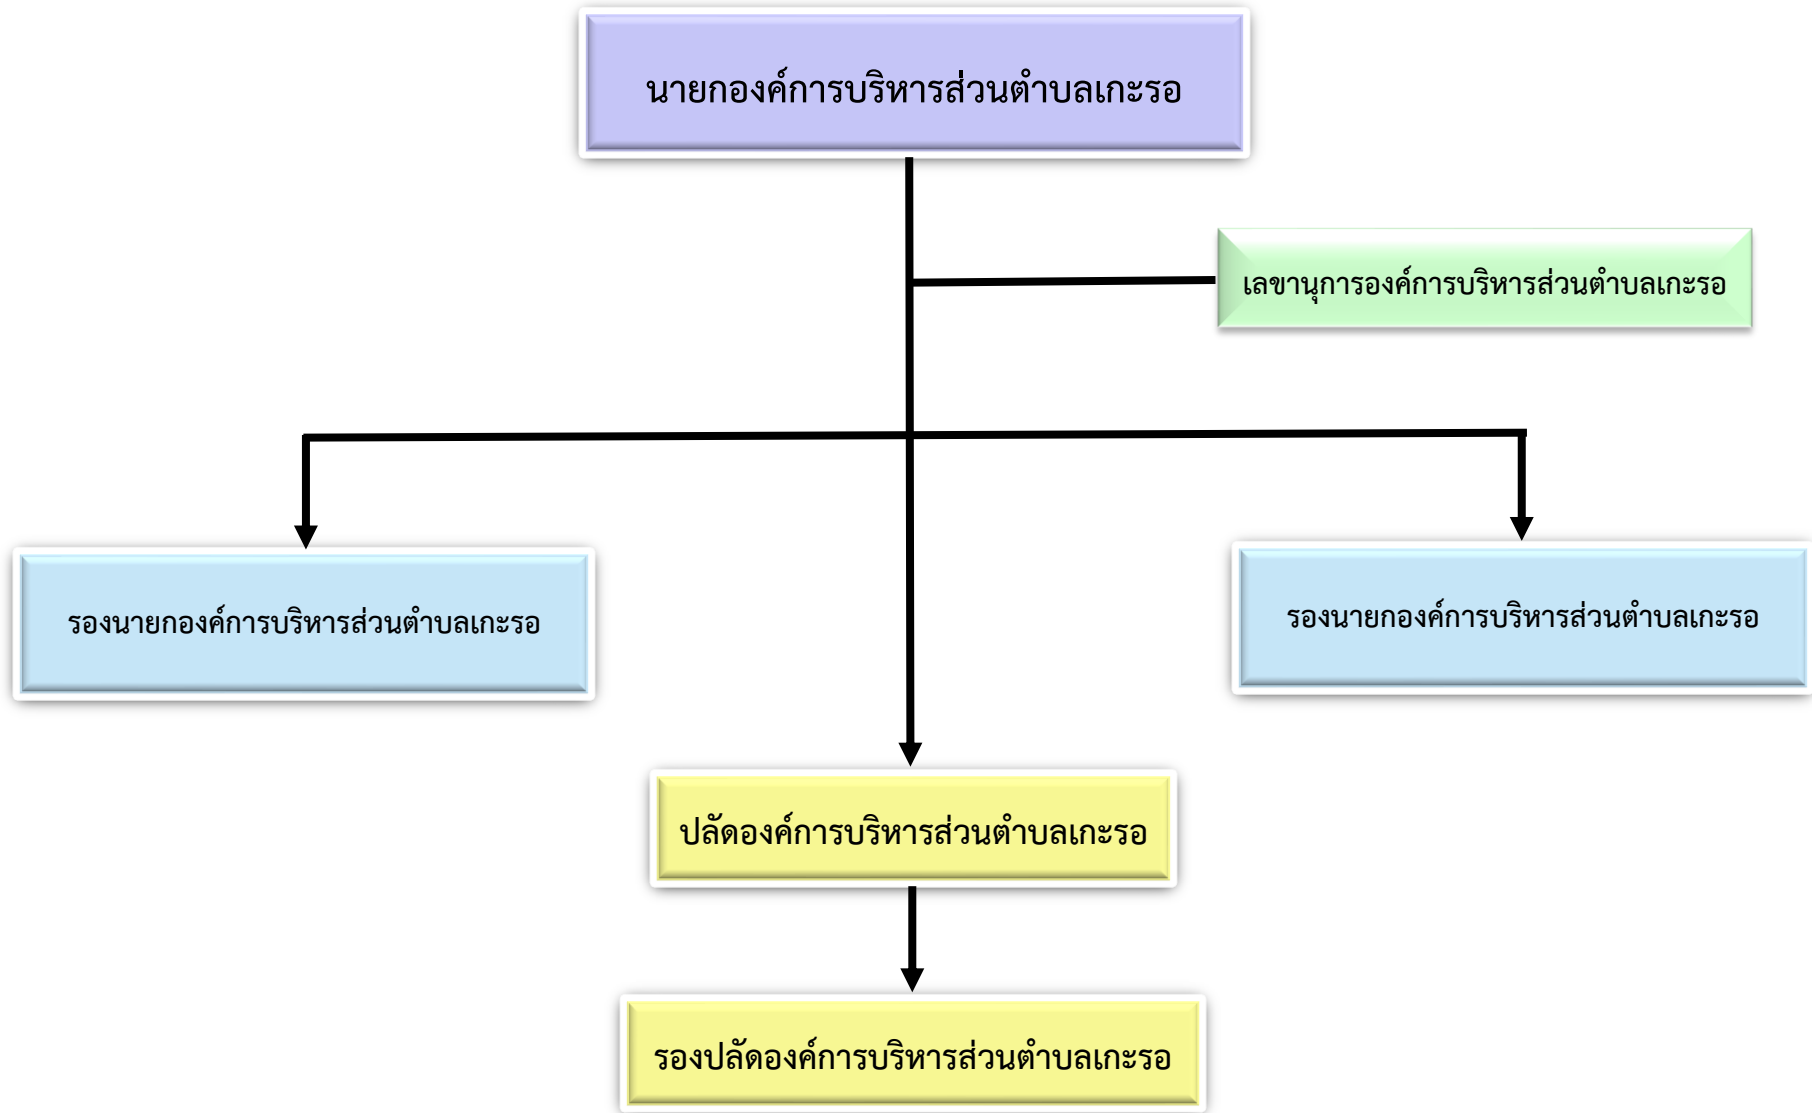 นายกองค์การบริหารส่วนตำบลเกะรอ
เลขานุการองค์การบริหารส่วนตำบลเกะรอ
รองนายกองค์การบริหารส่วนตำบลเกะรอ
รองนายกองค์การบริหารส่วนตำบลเกะรอ
ปลัดองค์การบริหารส่วนตำบลเกะรอ
รองปลัดองค์การบริหารส่วนตำบลเกะรอ